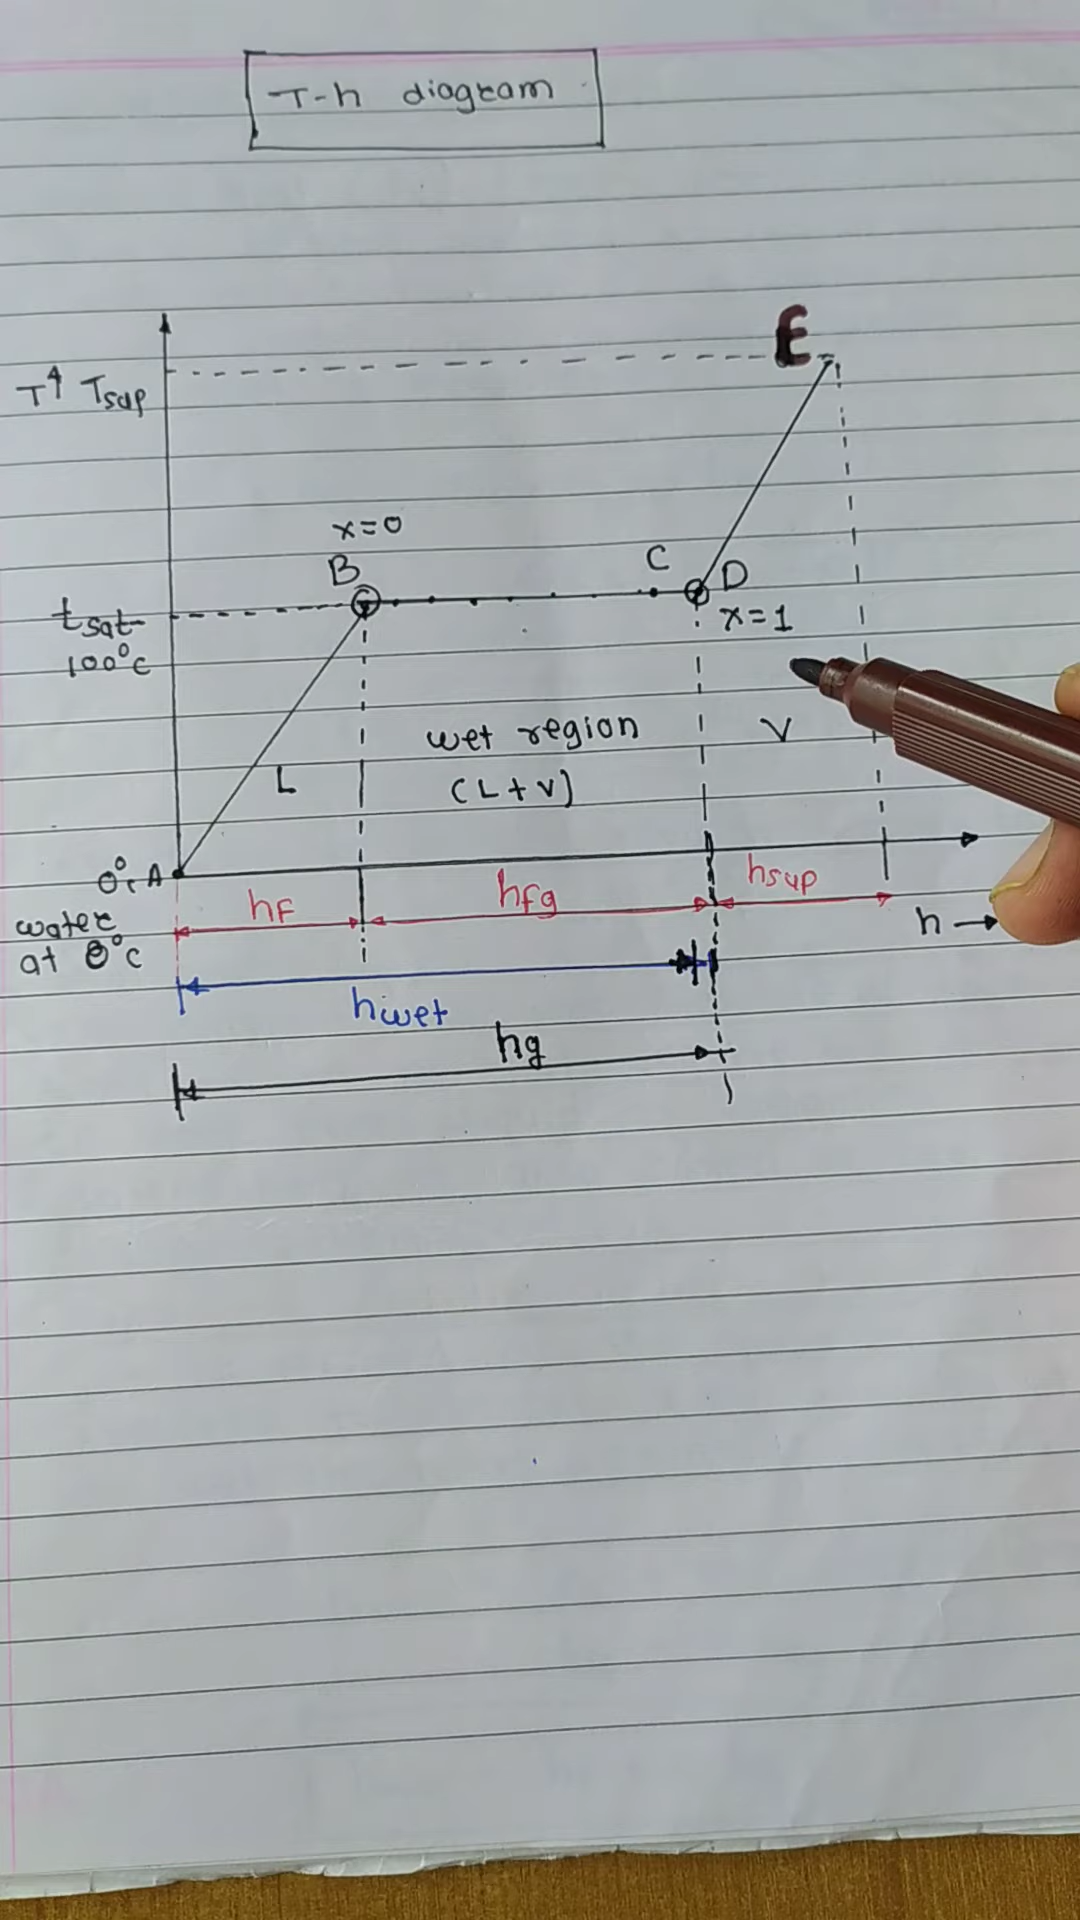 T-h diagram
E
T↑ Tsup
x=0
B
C
D
tsat
100°C
x=1
wet region
V
L
(L+V)
0°C A
hsup
hF
hfg
water
at 0°C
h →
hwet
hg